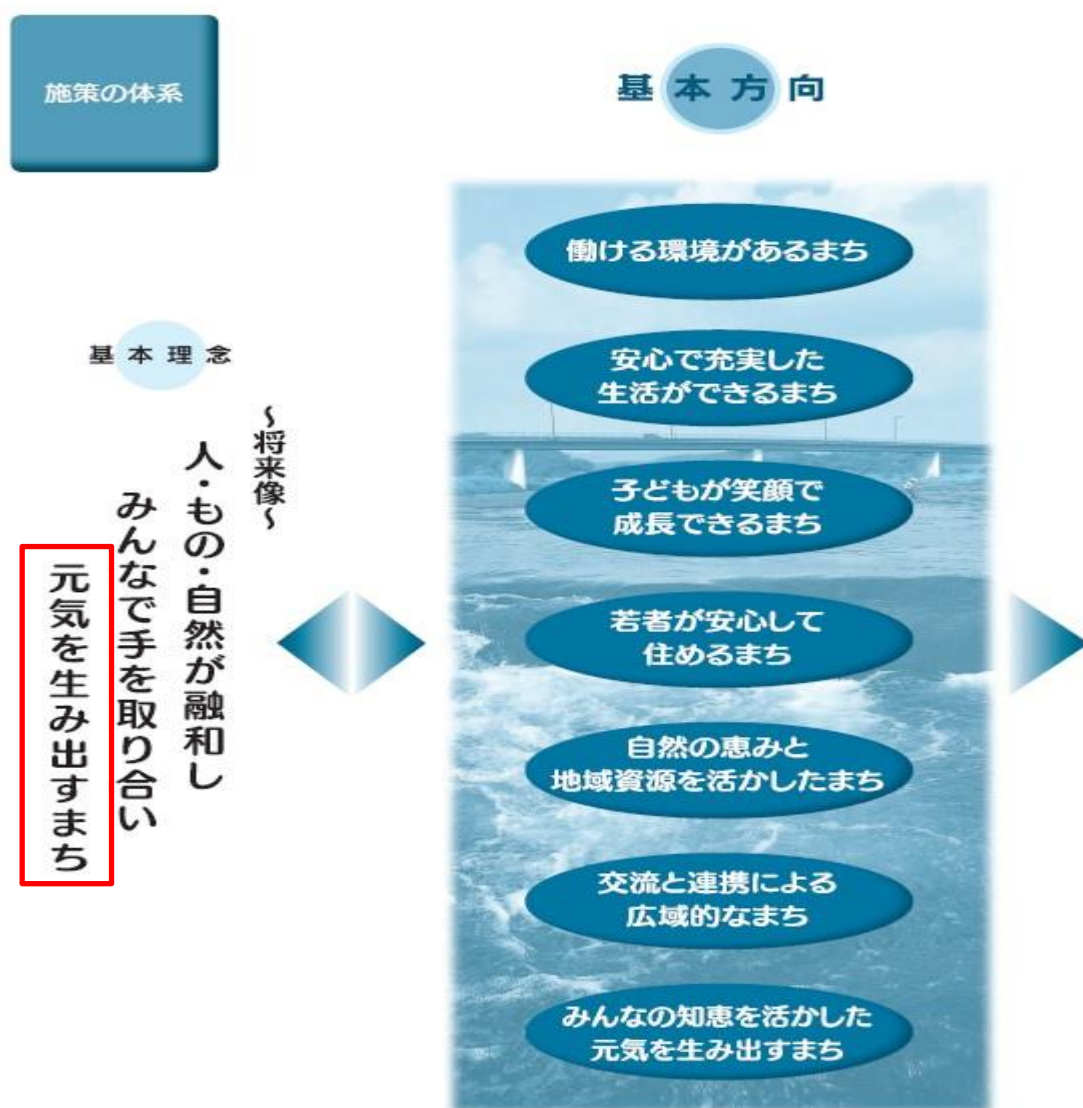 施策の体系
基本方向
基本理念
~将来像~
人・もの・自然が融和し
みんなで手を取り合い
元気を生み出すまち
働ける環境があるまち
安心で充実した
生活ができるまち
子どもが笑顔で
成長できるまち
若者が安心して
住めるまち
自然の恵みと
地域資源を活かしたまち
交流と連携による
広域的なまち
みんなの知恵を活かした
元気を生み出すまち